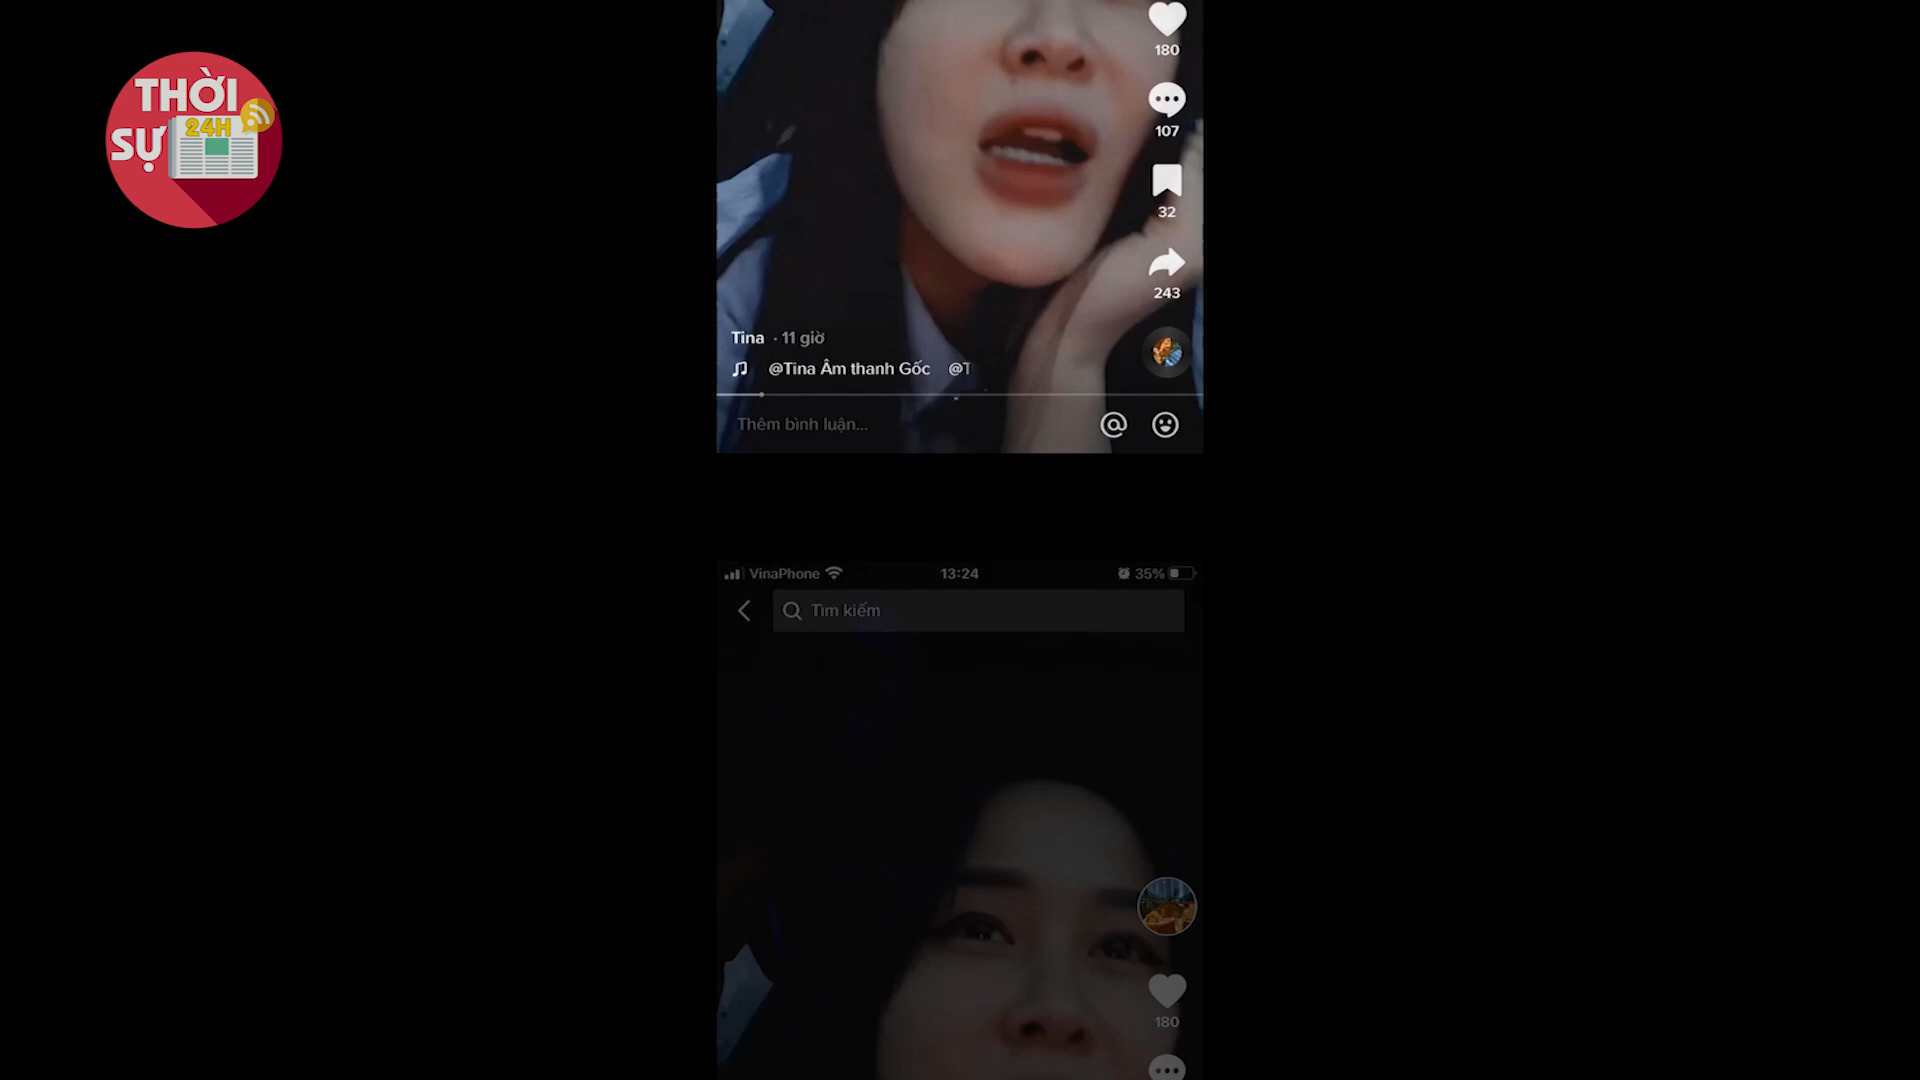 THỜI
SỰ 24H
180
107
32
243
Tina · 11 giờ
@Tina Âm thanh Gốc @T
Thêm bình luận...
VinaPhone 13:24 35%
Tìm kiếm
180